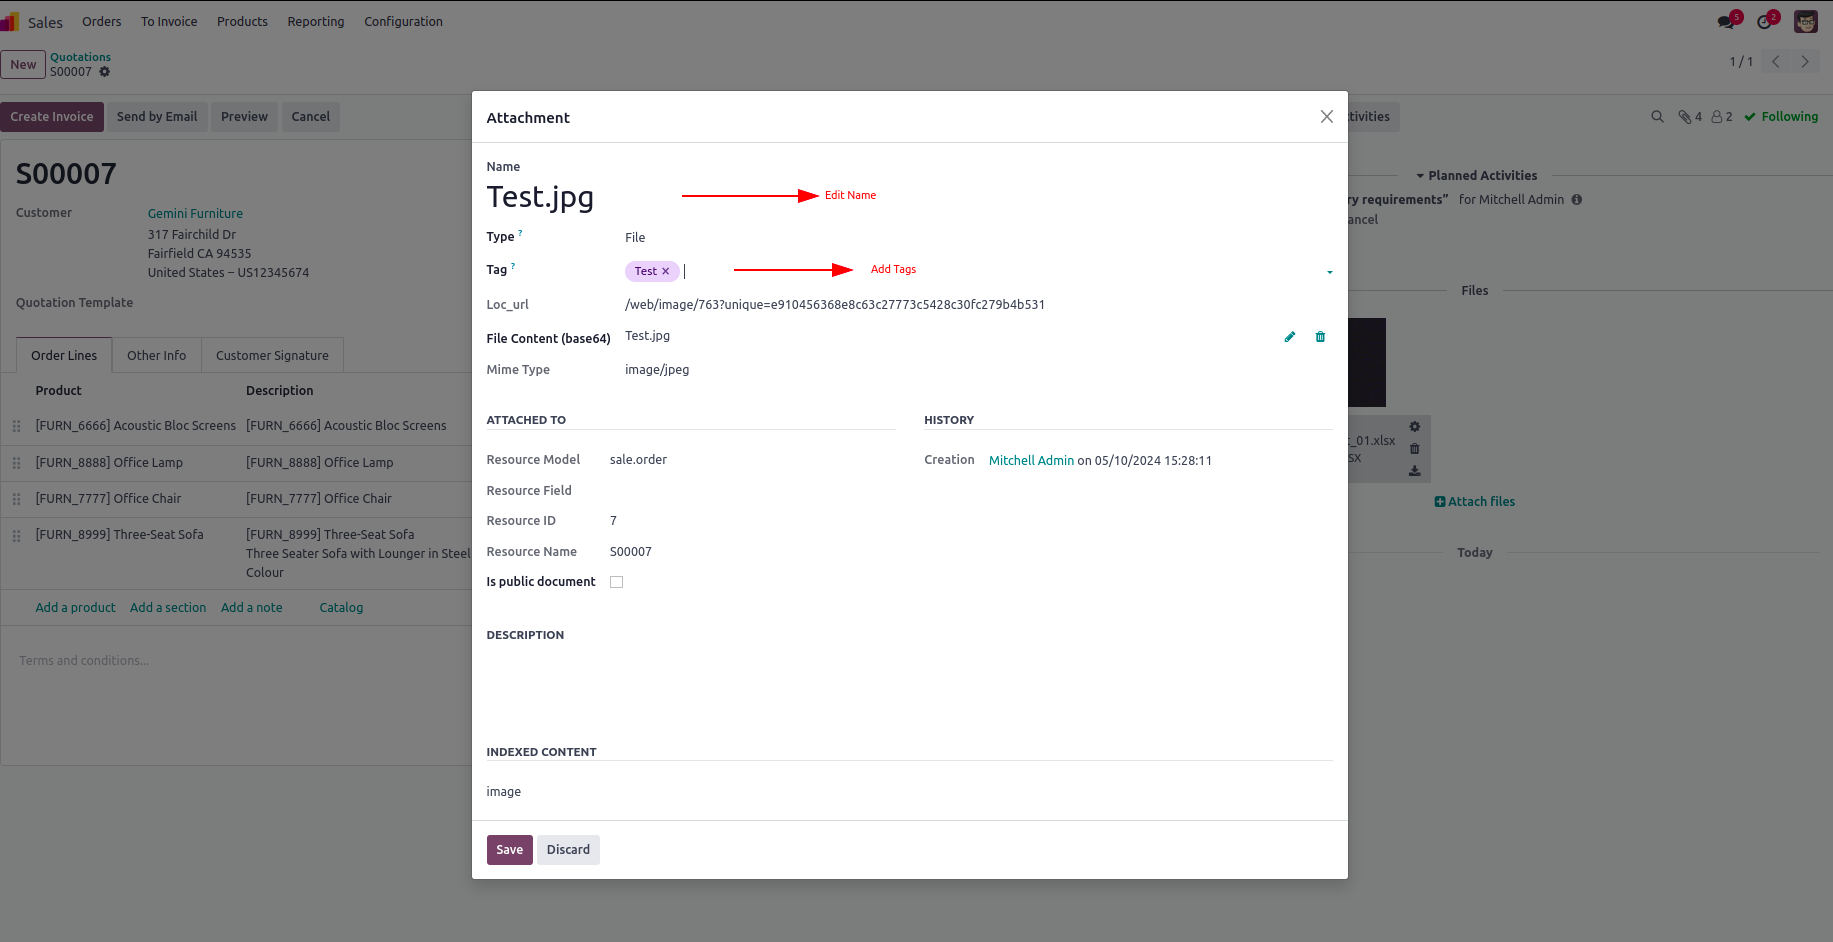 Sales Orders To Invoice Products Reporting Configuration 5 2
New Quotations
S00007 1 / 1
Create Invoice Send by Email Preview Cancel tivities 4 2 Following
S00007
Customer Gemini Furniture
317 Fairchild Dr
Fairfield CA 94535
United States – US12345674
Quotation Template
Order Lines Other Info Customer Signature
Product Description
[FURN_6666] Acoustic Bloc Screens [FURN_6666] Acoustic Bloc Screens
[FURN_8888] Office Lamp [FURN_8888] Office Lamp
[FURN_7777] Office Chair [FURN_7777] Office Chair
[FURN_8999] Three-Seat Sofa [FURN_8999] Three-Seat Sofa
Three Seater Sofa with Lounger in Steel
Colour
Add a product Add a section Add a note Catalog
Terms and conditions...
Attachment
Name
Test.jpg Edit Name
Type ? File
Tag ? Test × Add Tags
Loc_url /web/image/763?unique=e910456368e8c63c27773c5428c30fc279b4b531
File Content (base64) Test.jpg
Mime Type image/jpeg
ATTACHED TO HISTORY
Resource Model sale.order Creation Mitchell Admin on 05/10/2024 15:28:11
Resource Field
Resource ID 7
Resource Name S00007
Is public document
DESCRIPTION
INDEXED CONTENT
image
Save Discard
Planned Activities
ry requirements" for Mitchell Admin
ancel
Files
t_01.xlsx
SX
Attach files
Today